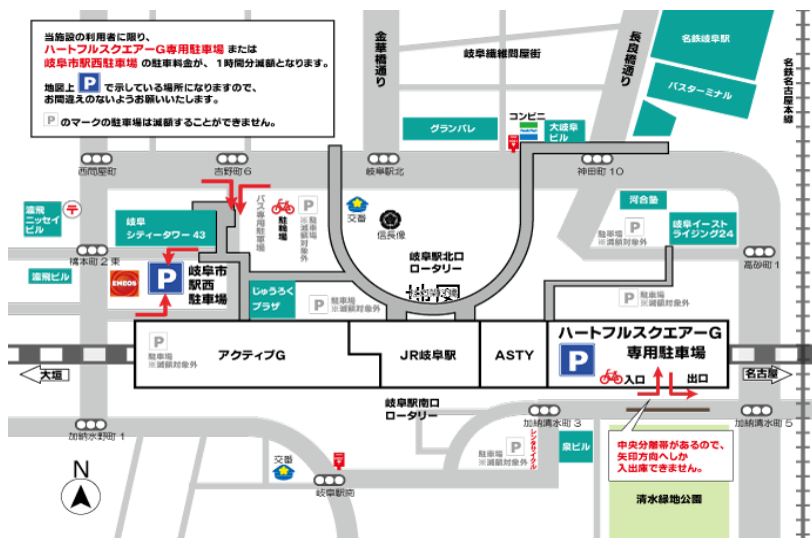 当施設の利用者に限り、
ハートフルスクエアーG専用駐車場 または
岐阜市駅西駐車場 の駐車料金が、1時間分減額となります。
地図上 P で示している場所になりますので、
お間違えのないようお願いいたします。
P のマークの駐車場は減額することができません。
金華橋通り
岐阜繊維問屋街
長良橋通り
名鉄岐阜駅
バスターミナル
名鉄名古屋本線
グランパレ
コンビニ
FamilyMart
大岐阜
ビル
西問屋町
吉野町6
岐阜駅北
神田町10
濃飛
ニッセイ
ビル
岐阜
シティータワー43
バス専用駐車場
駐輪場
P
駐車場
※減額対象外
交番
信長像
河合塾
P
駐車場
※減額対象外
岐阜イースト
ライジング24
橋本町2東
濃飛ビル
ENEOS
P
岐阜市
駅西
駐車場
じゅうろく
プラザ
P
駐車場
※減額対象外
岐阜駅北口
ロータリー
P
駐車場
※減額対象外
高砂町1
P
駐車場
※減額対象外
アクティブG
JR岐阜駅
ASTY
ハートフルスクエアーG
P
専用駐車場
入口
出口
大垣
名古屋
岐阜駅南口
ロータリー
加納水野町1
加納清水町3
加納清水町5
交番
岐阜駅南
P
駐車場
※減額対象外
レンタサイクル
泉ビル
中央分離帯があるので、
矢印方向へしか
入出庫できません。
清水緑地公園
N